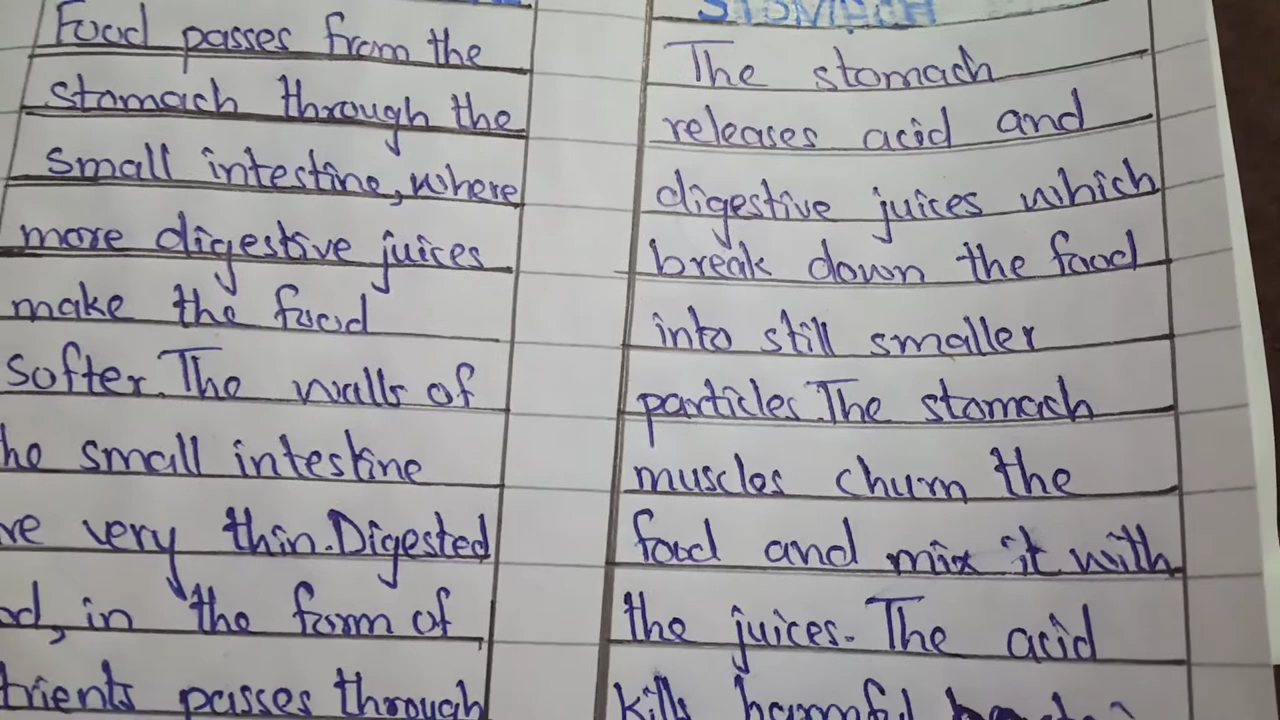 Food passes from the
stomach through the
small intestine, where
more digestive juices
make the food
softer. The walls of
he small intestine
re very thin. Digested
od, in the form of
trients passes through
STOMACH
The stomach
releases acid and
digestive juices which
break down the food
into still smaller
particles. The stomach
muscles churn the
food and mix it with
the juices. The acid
kills harmful